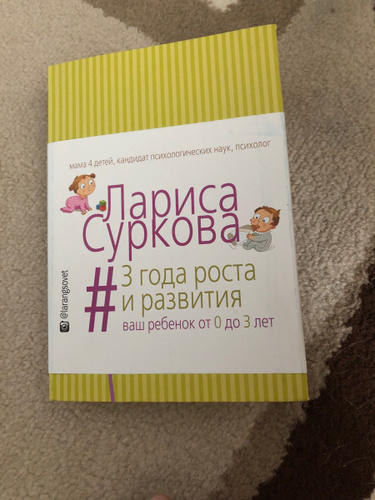 мама 4 детей, кандидат психологических наук, психолог
Лариса
Суркова
# 3 года роста
и развития
ваш ребенок от 0 до 3 лет
@larangsovet